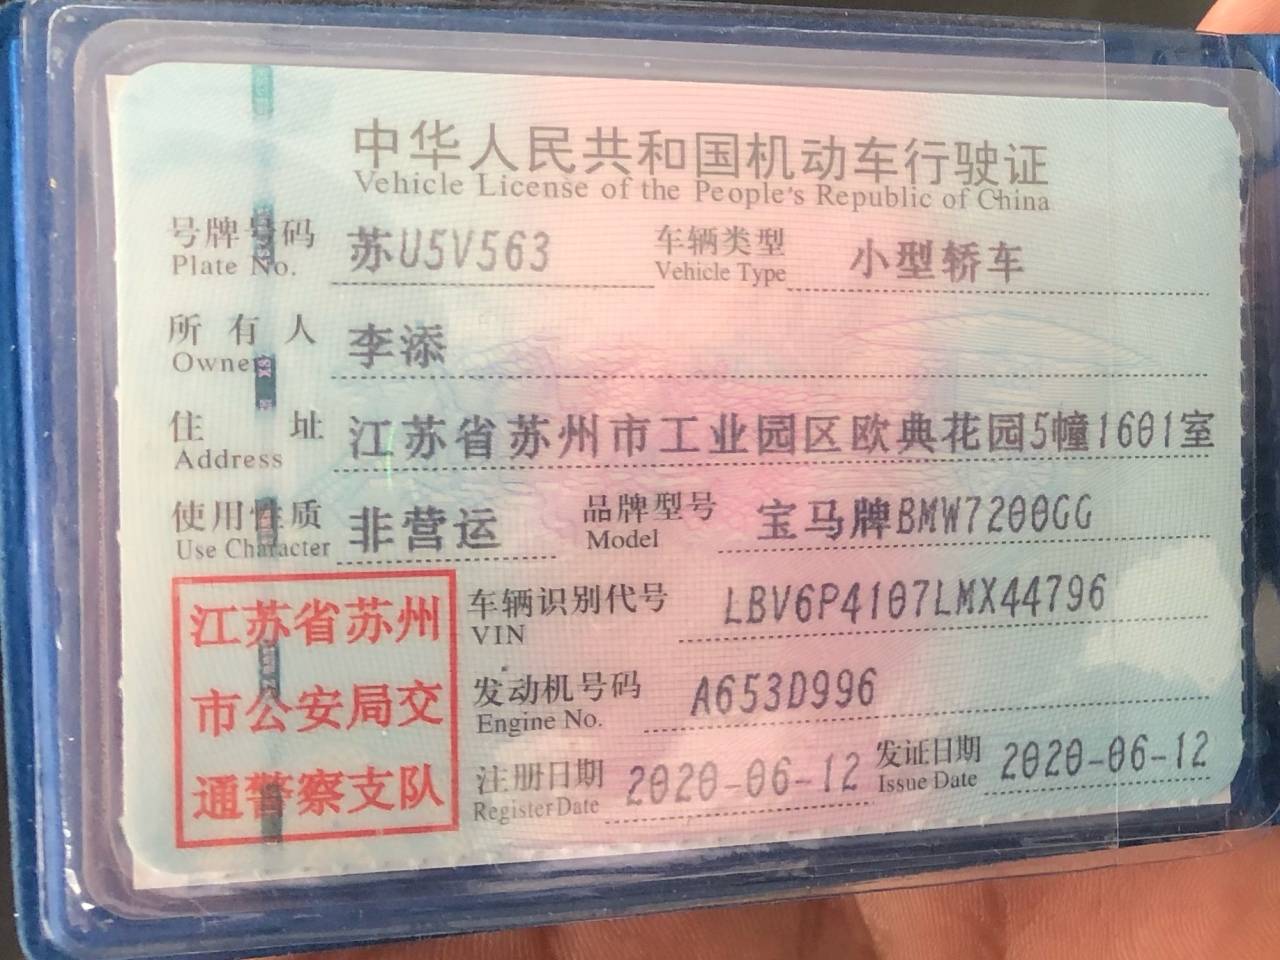 中华人民共和国机动车行驶证
Vehicle License of the People's Republic of China
号牌号码 苏U5V563 车辆类型 小型轿车
Plate No. Vehicle Type
所有人 李添
Owner
住址 江苏省苏州市工业园区欧典花园5幢1601室
Address
使用性质 非营运 品牌型号 宝马牌BMW7200GG
Use Character Model
江苏省苏州
市公安局交
通警察支队
车辆识别代号 LBV6P4107LMX44796
VIN
发动机号码 A653D996
Engine No.
注册日期 2020-06-12 发证日期 2020-06-12
Register Date Issue Date